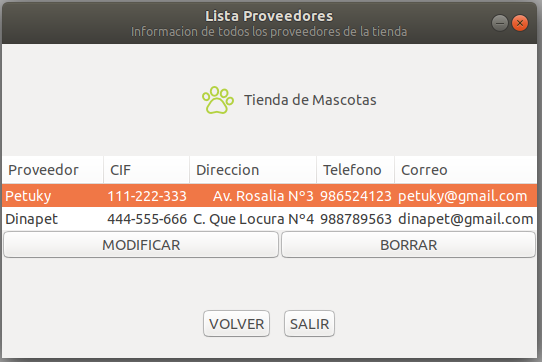 Lista Proveedores
Informacion de todos los proveedores de la tienda
Tienda de Mascotas
Proveedor CIF Direccion Telefono Correo
Petuky 111-222-333 Av. Rosalia Nº3 986524123 petuky@gmail.com
Dinapet 444-555-666 C. Que Locura Nº4 988789563 dinapet@gmail.com
MODIFICAR BORRAR
VOLVER SALIR